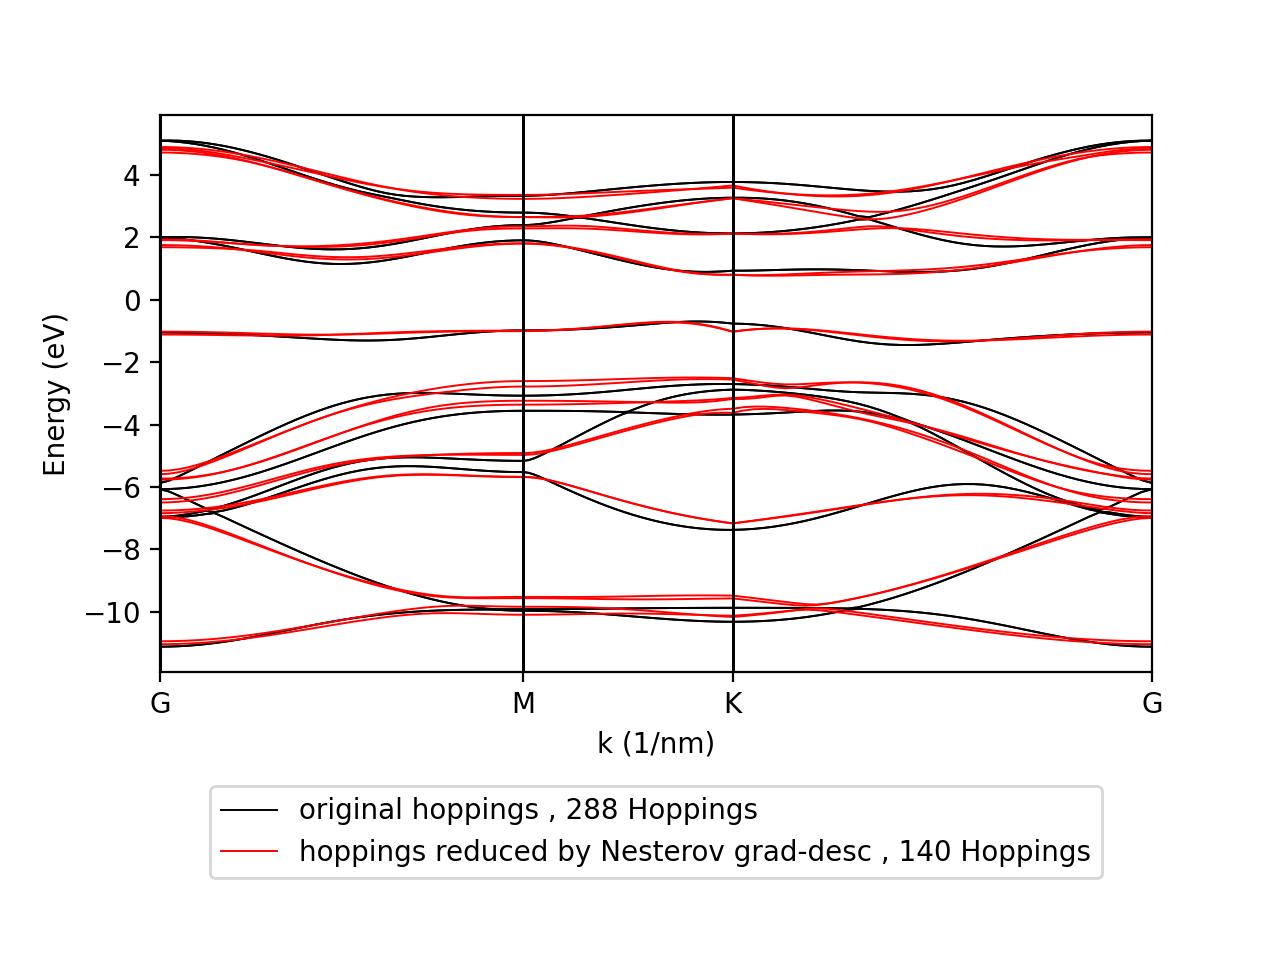 4
2
0
−2
−4
−6
−8
−10
Energy (eV)
G
M
K
G
k (1/nm)
original hoppings , 288 Hoppings
hoppings reduced by Nesterov grad-desc , 140 Hoppings